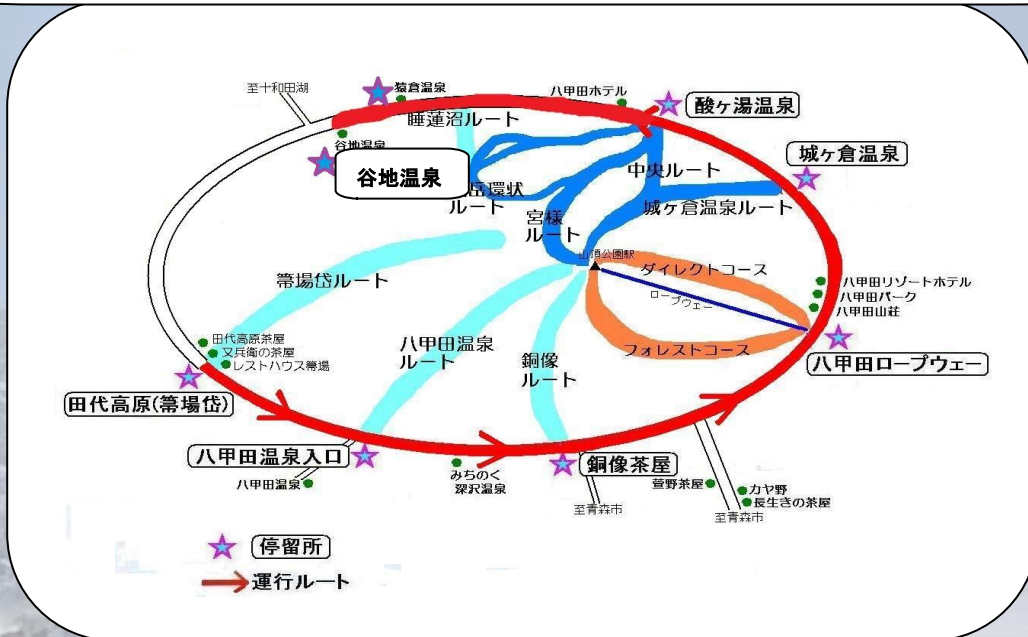 至十和田湖
猿倉温泉
八甲田ホテル
酸ヶ湯温泉
睡蓮沼ルート
谷地温泉
谷地温泉
城ヶ倉温泉
中央ルート
岳環状
ルート
城ヶ倉温泉ルート
宮様
ルート
山頂公園駅
ダイレクトコース
ロープウェー
八甲田リゾートホテル
八甲田パーク
八甲田山荘
箒場岱ルート
八甲田温泉
ルート
銅像
ルート
フォレストコース
八甲田ロープウェー
田代高原茶屋
又兵衛の茶屋
レストハウス箒場
田代高原(箒場岱)
八甲田温泉入口
八甲田温泉
みちのく
深沢温泉
銅像茶屋
至青森市
萱野茶屋
カヤ野
長生きの茶屋
至青森市
停留所
運行ルート